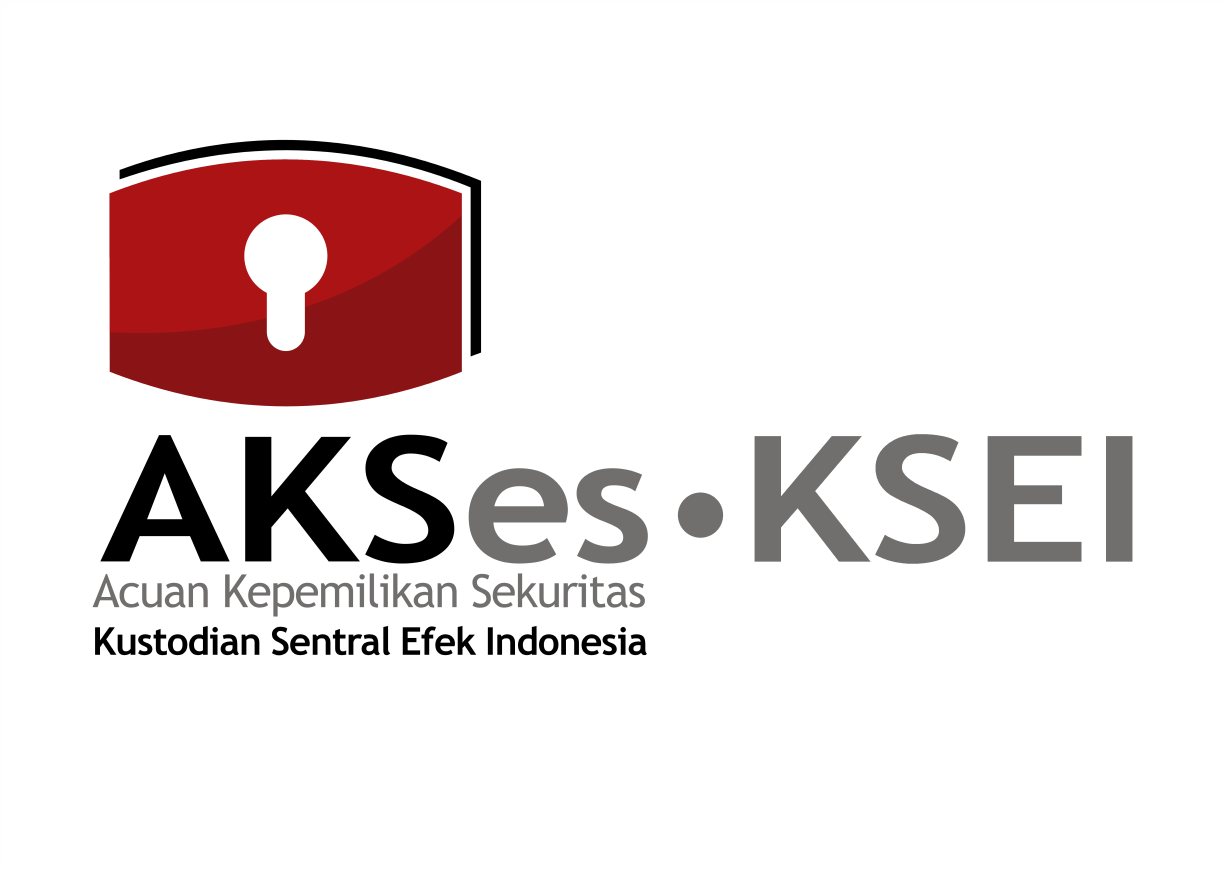 AKSes•KSEI
Acuan Kepemilikan Sekuritas
Kustodian Sentral Efek Indonesia